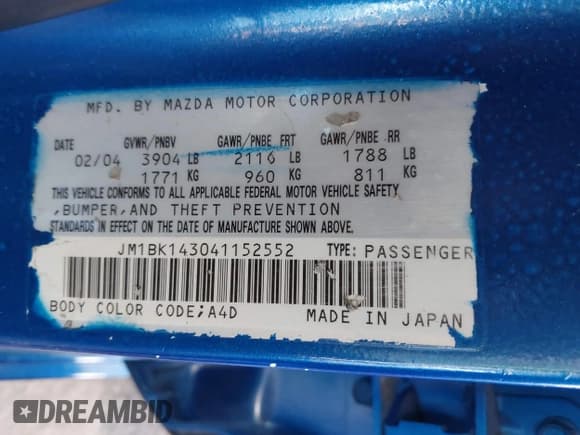 MFD. BY MAZDA MOTOR CORPORATION
DATE GVWR/PNBV GAWR/PNBE FRT GAWR/PNBE RR
02/04 3904 LB 2116 LB 1788 LB
1771 KG 960 KG 811 KG
THIS VEHICLE CONFORMS TO ALL APPLICABLE FEDERAL MOTOR VEHICLE SAFETY
,BUMPER,AND THEFT PREVENTION
STANDARDS IN EFFECT ON THE DATE OF MANUFACTURE SHOWN ABOVE.
JM1BK143041152552 TYPE: PASSENGER
BODY COLOR CODE;A4D MADE IN JAPAN
DREAMBID